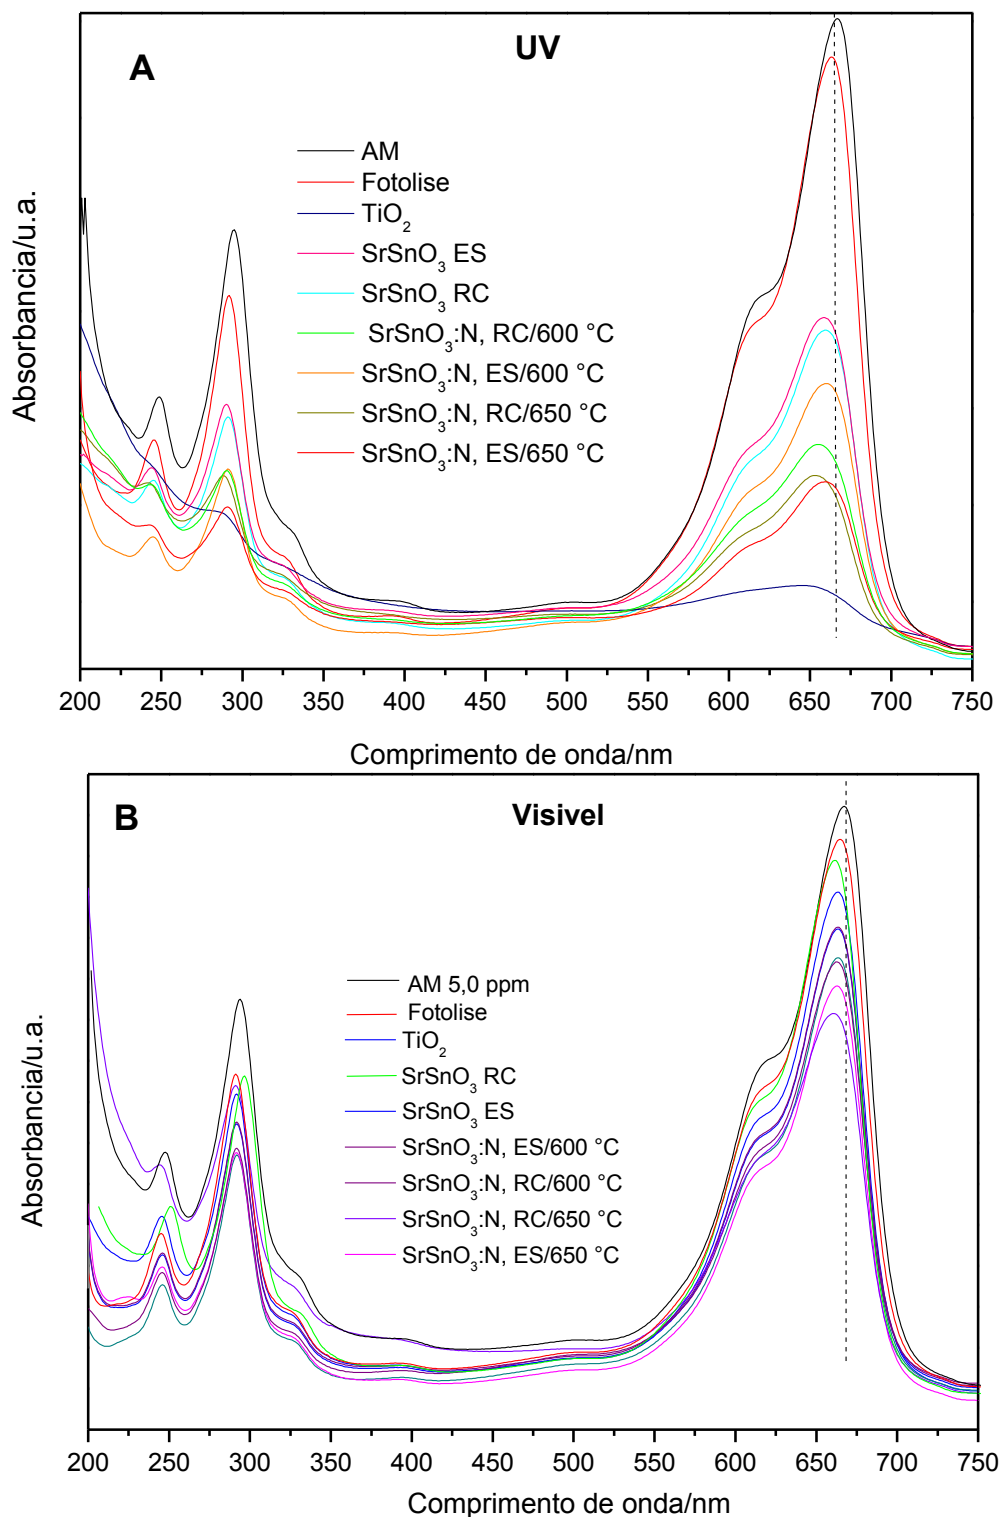 UV
A
AM
Fotolise
TiO2
SrSnO3 ES
SrSnO3 RC
SrSnO3:N, RC/600 °C
SrSnO3:N, ES/600 °C
SrSnO3:N, RC/650 °C
SrSnO3:N, ES/650 °C
Absorbancia/u.a.
200 250 300 350 400 450 500 550 600 650 700 750
Comprimento de onda/nm
B
Visivel
AM 5,0 ppm
Fotolise
TiO2
SrSnO3 RC
SrSnO3 ES
SrSnO3:N, ES/600 °C
SrSnO3:N, RC/600 °C
SrSnO3:N, RC/650 °C
SrSnO3:N, ES/650 °C
Absorbancia/u.a.
200 250 300 350 400 450 500 550 600 650 700 750
Comprimento de onda/nm